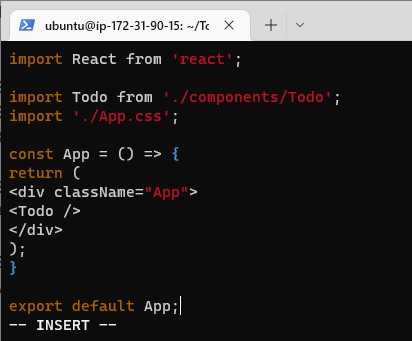 ubuntu@ip-172-31-90-15: ~/To
import React from 'react';
import Todo from './components/Todo';
import './App.css';
const App = () => {
return (
<div className="App">
<Todo />
</div>
);
}
export default App;
-- INSERT --